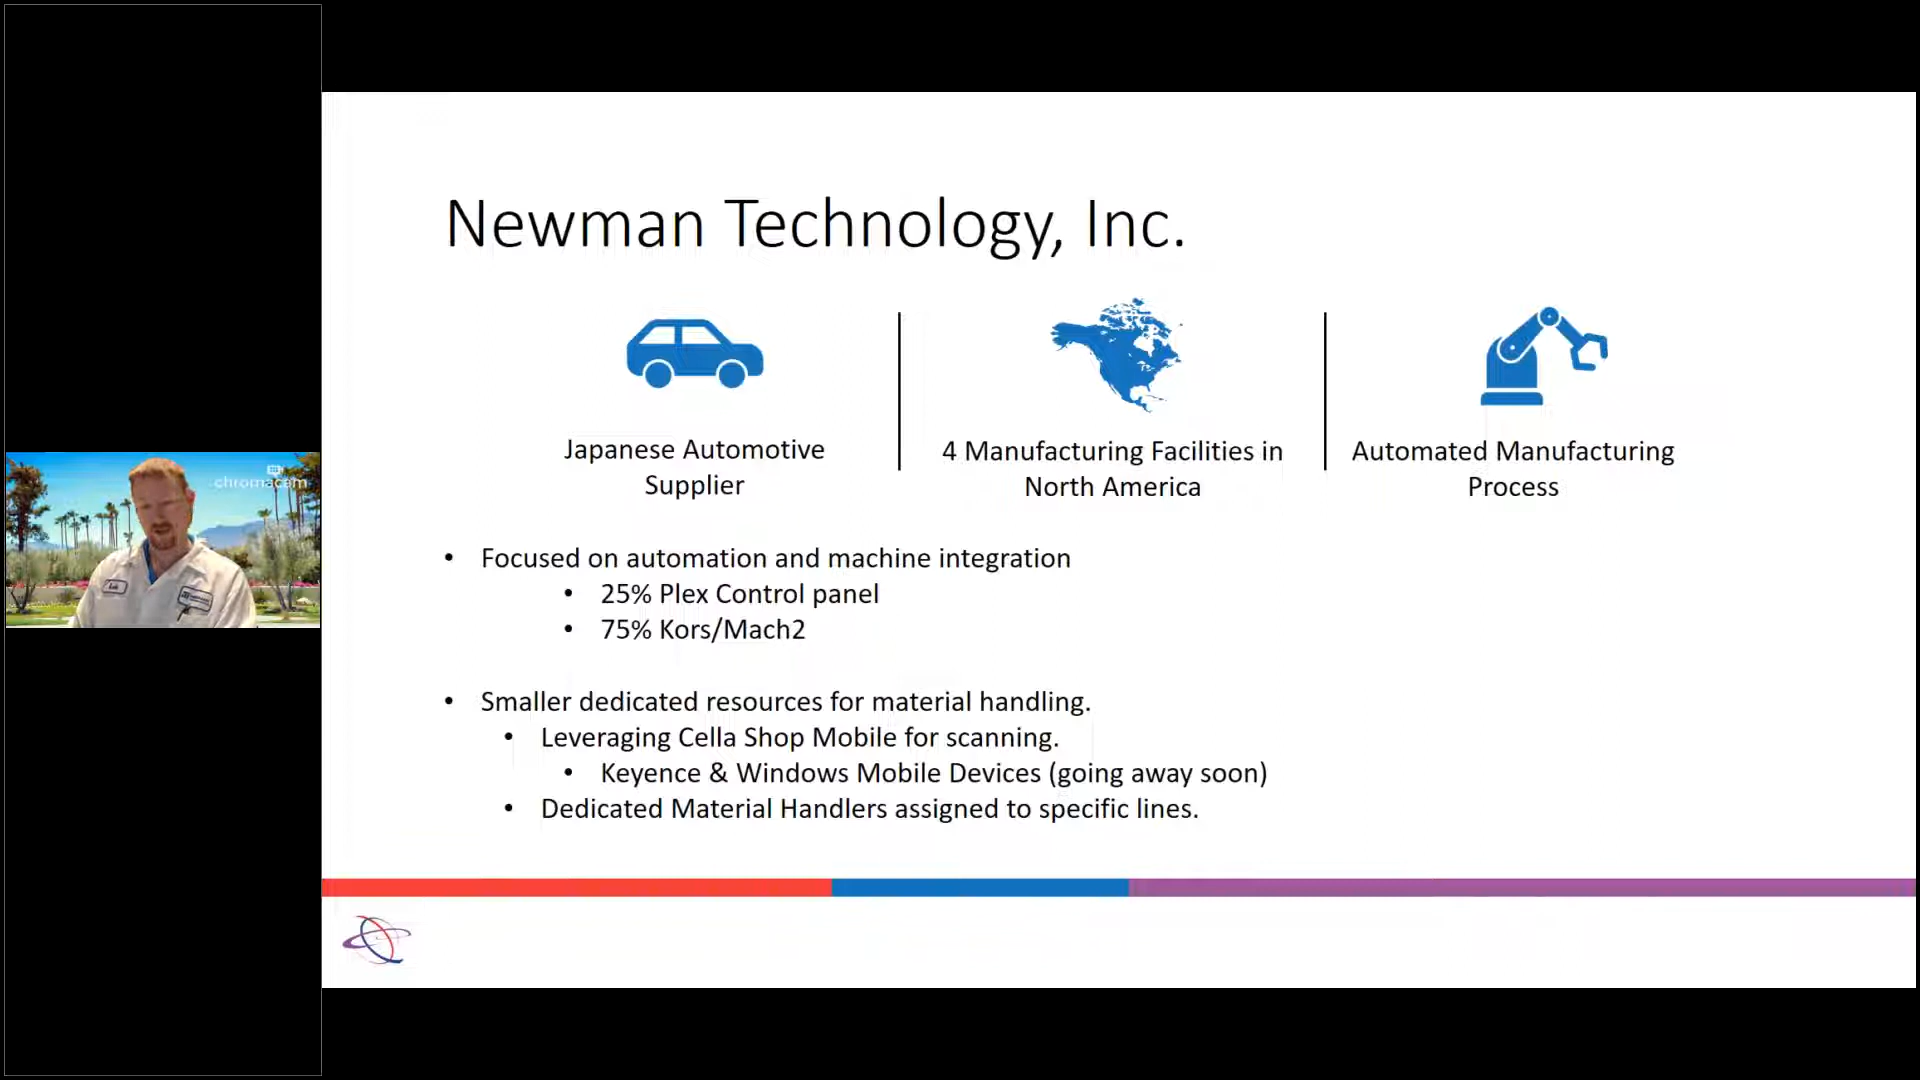 Newman Technology, Inc.
Japanese Automotive
Supplier
4 Manufacturing Facilities in
North America
Automated Manufacturing
Process
• Focused on automation and machine integration
• 25% Plex Control panel
• 75% Kors/Mach2
• Smaller dedicated resources for material handling.
• Leveraging Cella Shop Mobile for scanning.
• Keyence & Windows Mobile Devices (going away soon)
• Dedicated Material Handlers assigned to specific lines.
chromacam